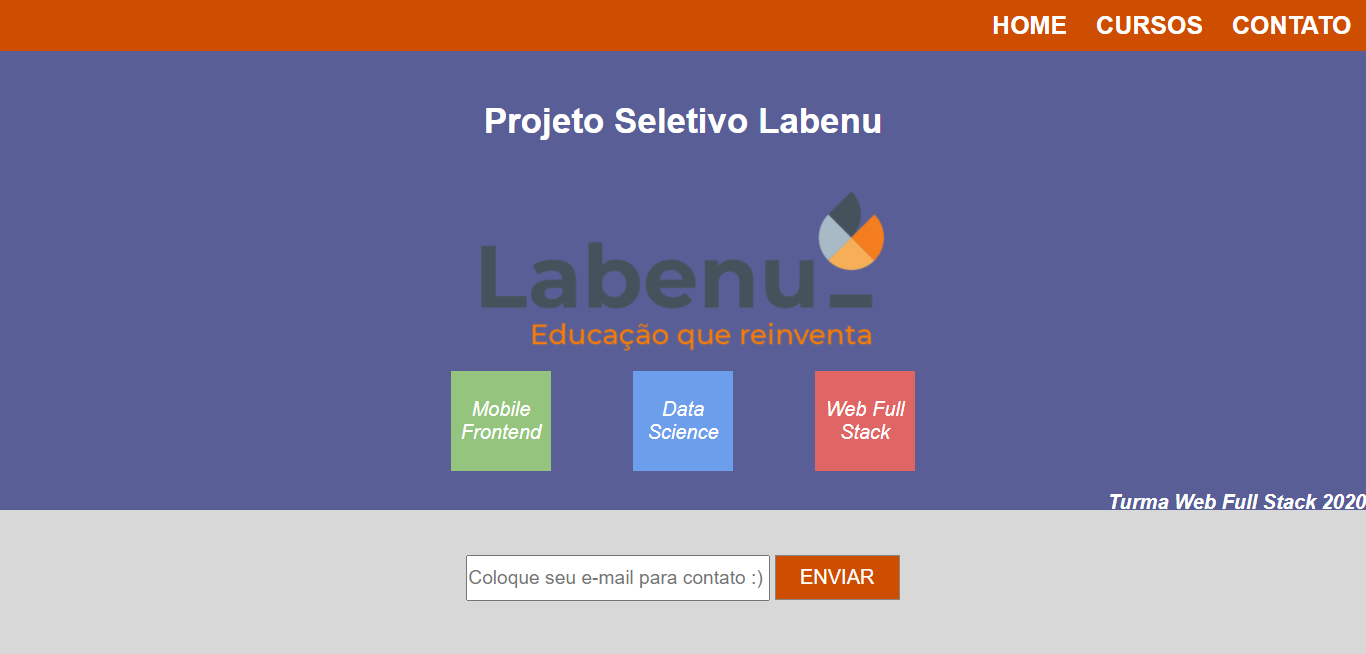 HOME CURSOS CONTATO
Projeto Seletivo Labenu
Labenu_
Educação que reinventa
Mobile
Frontend
Data
Science
Web Full
Stack
Turma Web Full Stack 2020
Coloque seu e-mail para contato :) ENVIAR